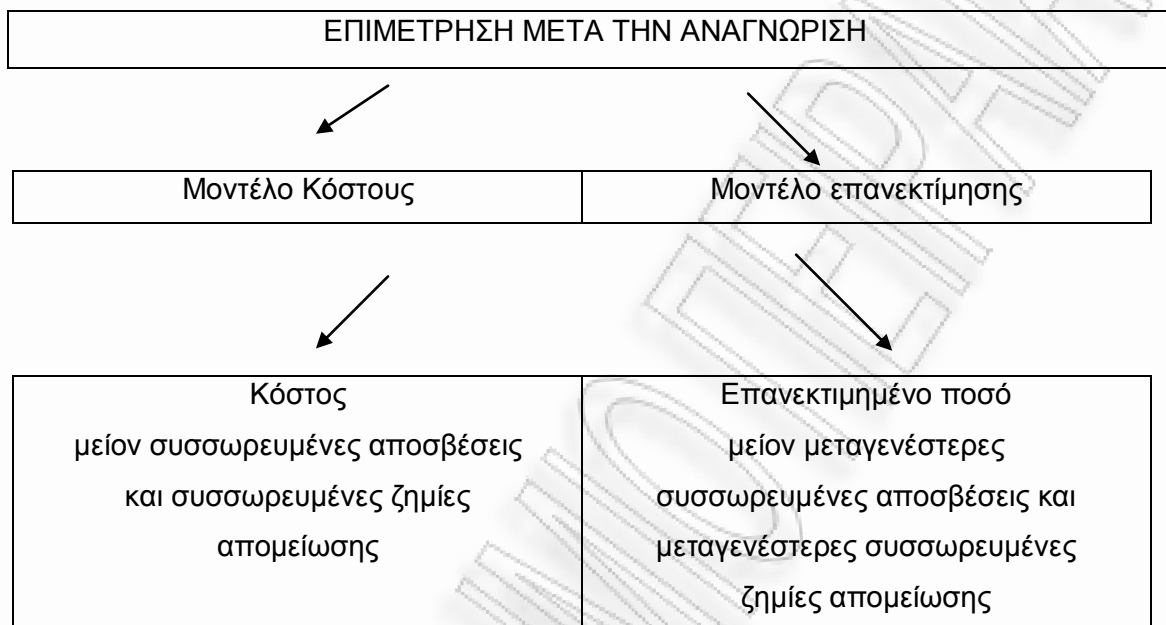 ΕΠΙΜΕΤΡΗΣΗ ΜΕΤΑ ΤΗΝ ΑΝΑΓΝΩΡΙΣΗ
Μοντέλο Κόστους
Μοντέλο επανεκτίμησης
Κόστος
μείον συσσωρευμένες αποσβέσεις
και συσσωρευμένες ζημίες
απομείωσης
Επανεκτιμημένο ποσό
μείον μεταγενέστερες
συσσωρευμένες αποσβέσεις και
μεταγενέστερες συσσωρευμένες
ζημίες απομείωσης